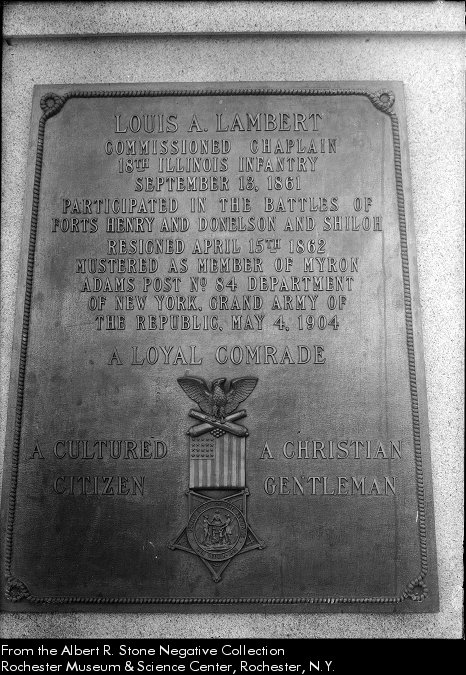 LOUIS A. LAMBERT
COMMISSIONED CHAPLAIN
18TH ILLINOIS INFANTRY
SEPTEMBER 13, 1861
PARTICIPATED IN THE BATTLES OF
FORTS HENRY AND DONELSON AND SHILOH
RESIGNED APRIL 15TH 1862
MUSTERED AS MEMBER OF MYRON
ADAMS POST No 84 DEPARTMENT
OF NEW YORK, GRAND ARMY OF
THE REPUBLIC, MAY 4, 1904
A LOYAL COMRADE
A CULTURED
CITIZEN
A CHRISTIAN
GENTLEMAN
From the Albert R. Stone Negative Collection
Rochester Museum & Science Center, Rochester, N.Y.